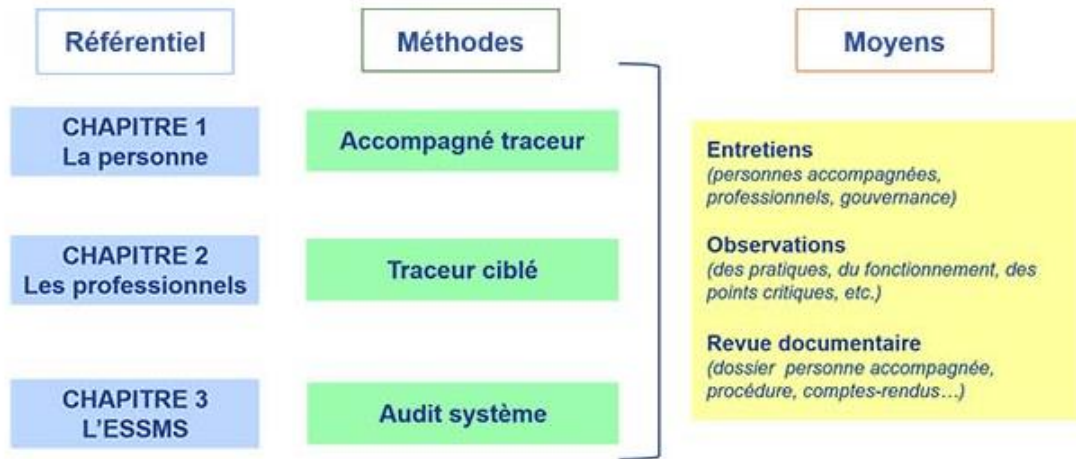 Référentiel
Méthodes
Moyens
CHAPITRE 1
La personne
Accompagné traceur
CHAPITRE 2
Les professionnels
Traceur ciblé
CHAPITRE 3
L'ESSMS
Audit système
Entretiens
(personnes accompagnées,
professionnels, gouvernance)
Observations
(des pratiques, du fonctionnement, des
points critiques, etc.)
Revue documentaire
(dossier personne accompagnée,
procédure, comptes-rendus…)